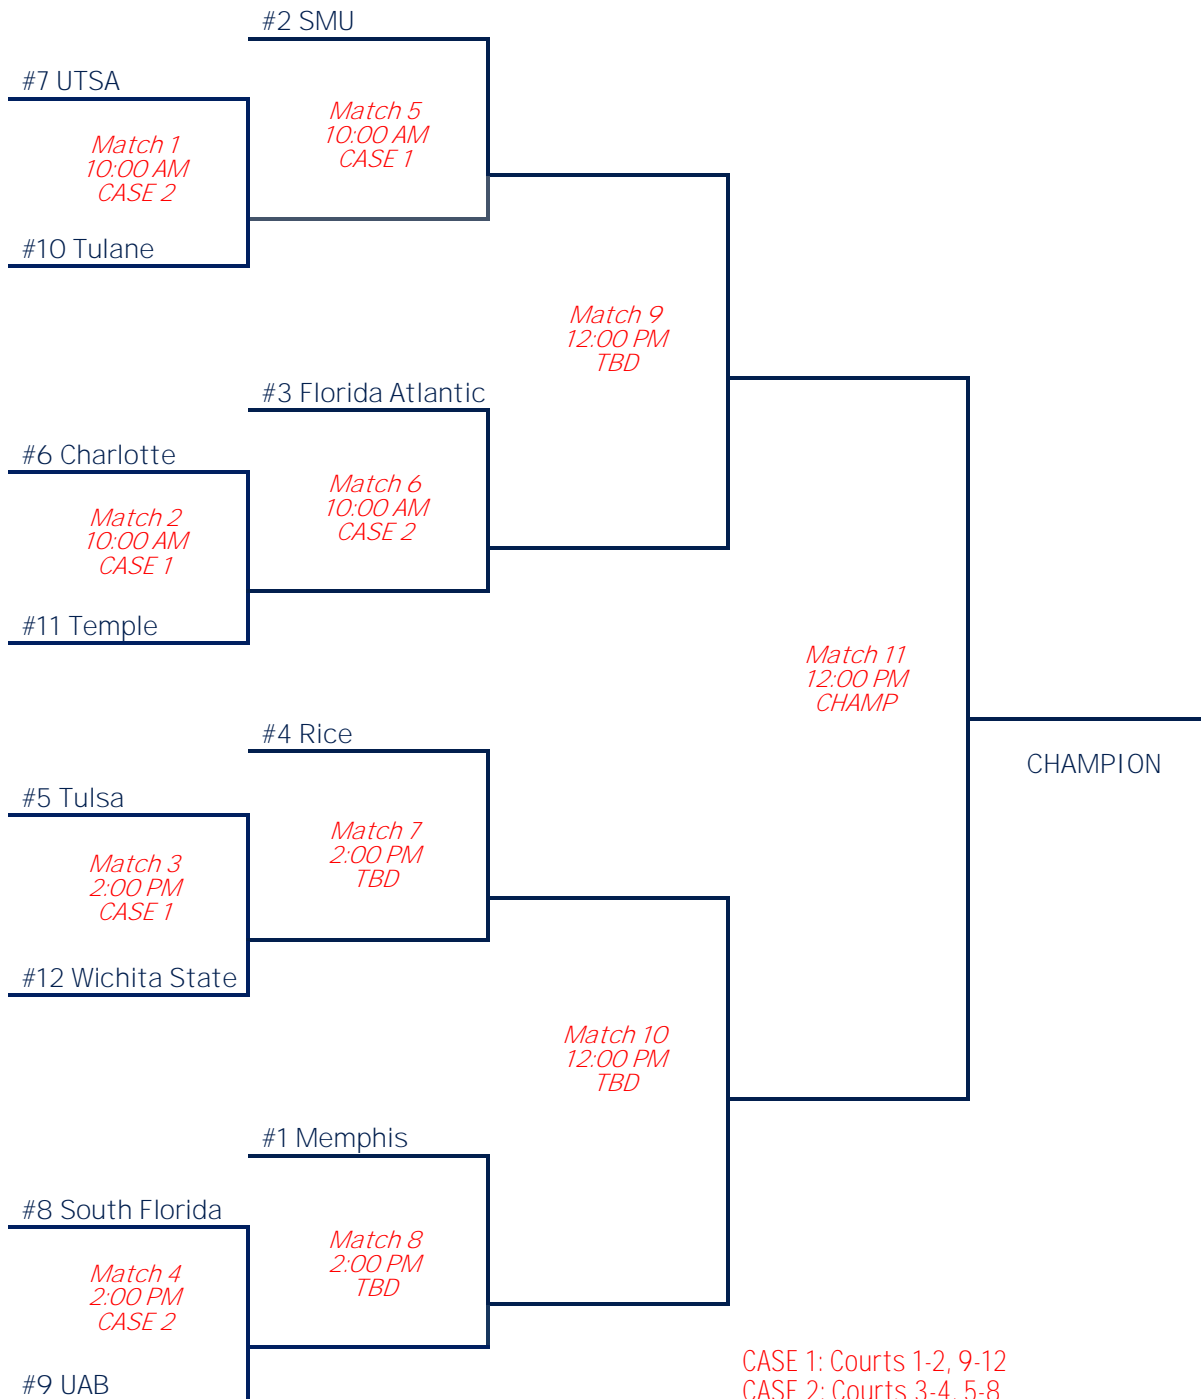 #2 SMU
#7 UTSA
Match 5
10:00 AM
CASE 1
Match 1
10:00 AM
CASE 2
#10 Tulane
Match 9
12:00 PM
TBD
#3 Florida Atlantic
#6 Charlotte
Match 6
10:00 AM
CASE 2
Match 2
10:00 AM
CASE 1
#11 Temple
Match 11
12:00 PM
CHAMP
#4 Rice
CHAMPION
#5 Tulsa
Match 7
2:00 PM
TBD
Match 3
2:00 PM
CASE 1
#12 Wichita State
Match 10
12:00 PM
TBD
#1 Memphis
#8 South Florida
Match 8
2:00 PM
TBD
Match 4
2:00 PM
CASE 2
#9 UAB
CASE 1: Courts 1-2, 9-12
CASE 2: Courts 3-4, 5-8